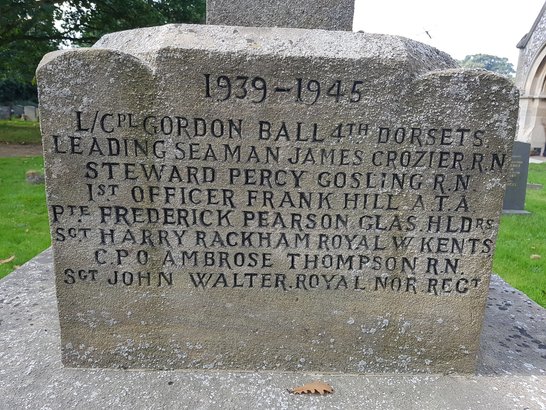 1939-1945
L/CPL GORDON BALL 4TH DORSETS
LEADING SEAMAN JAMES CROZIER R.N
STEWARD PERCY GOSLING R.N
1ST OFFICER FRANK HILL A.T.A
PTE FREDERICK PEARSON GLAS. HLDRS
SGT HARRY RACKHAM ROYAL W. KENTS
C.P.O AMBROSE THOMPSON R.N.
SGT JOHN WALTER. ROYAL NOR REGT